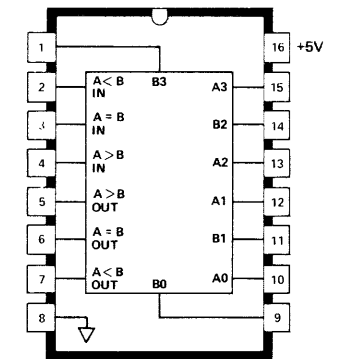 1 16 +5V
2 A < B IN B3 A3 15
3 A = B IN B2 14
4 A > B IN A2 13
5 A > B OUT A1 12
6 A = B OUT B1 11
7 A < B OUT B0 A0 10
8 9